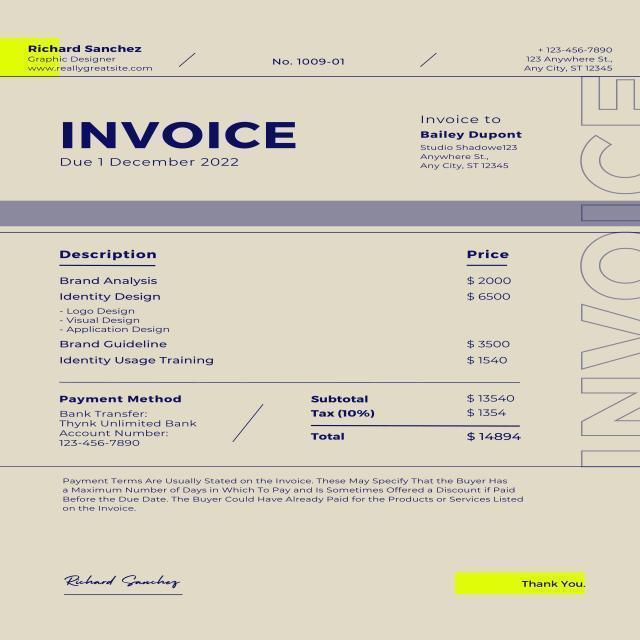 Richard Sanchez
Graphic Designer
www.reallygreatsite.com
No. 1009-01
+ 123-456-7890
123 Anywhere St.,
Any City, ST 12345
INVOICE
Due 1 December 2022
Invoice to
Bailey Dupont
Studio Shadowe123
Anywhere St.,
Any City, ST 12345
INVOICE
Description Price
Brand Analysis $ 2000
Identity Design $ 6500
- Logo Design
- Visual Design
- Application Design
Brand Guideline $ 3500
Identity Usage Training $ 1540
Payment Method
Bank Transfer:
Thynk Unlimited Bank
Account Number:
123-456-7890
Subtotal $ 13540
Tax (10%) $ 1354
Total $ 14894
Payment Terms Are Usually Stated on the Invoice. These May Specify That the Buyer Has
a Maximum Number of Days in Which To Pay and Is Sometimes Offered a Discount if Paid
Before the Due Date. The Buyer Could Have Already Paid for the Products or Services Listed
on the Invoice.
Richard Sanchez
Thank You.